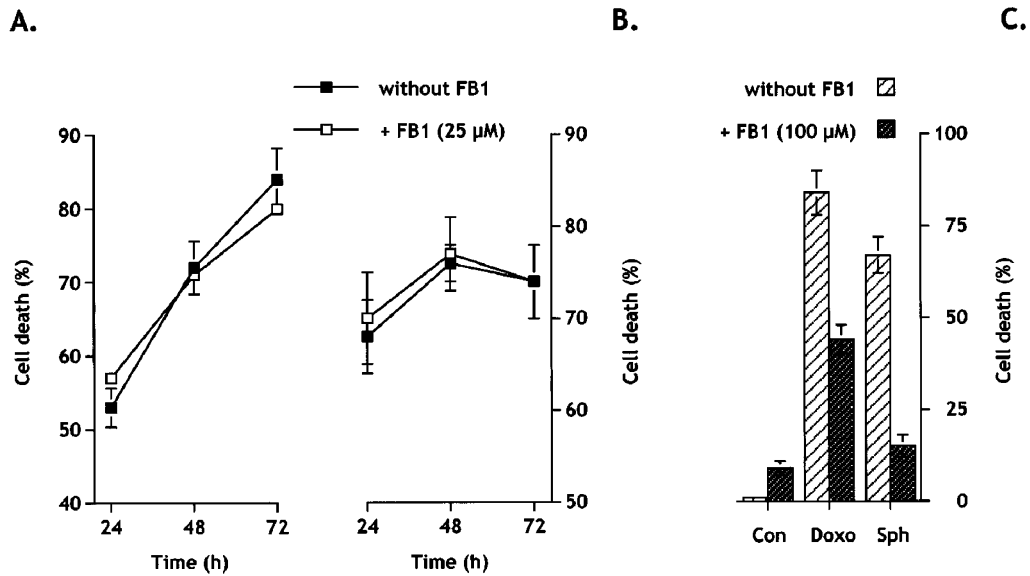 A.
B.
C.
without FB1
+ FB1 (25 µM)
without FB1
+ FB1 (100 µM)
90
80
70
60
50
40
Cell death (%)
24
48
72
Time (h)
90
80
70
60
50
Cell death (%)
24
48
72
Time (h)
100
75
50
25
0
Cell death (%)
Con
Doxo
Sph